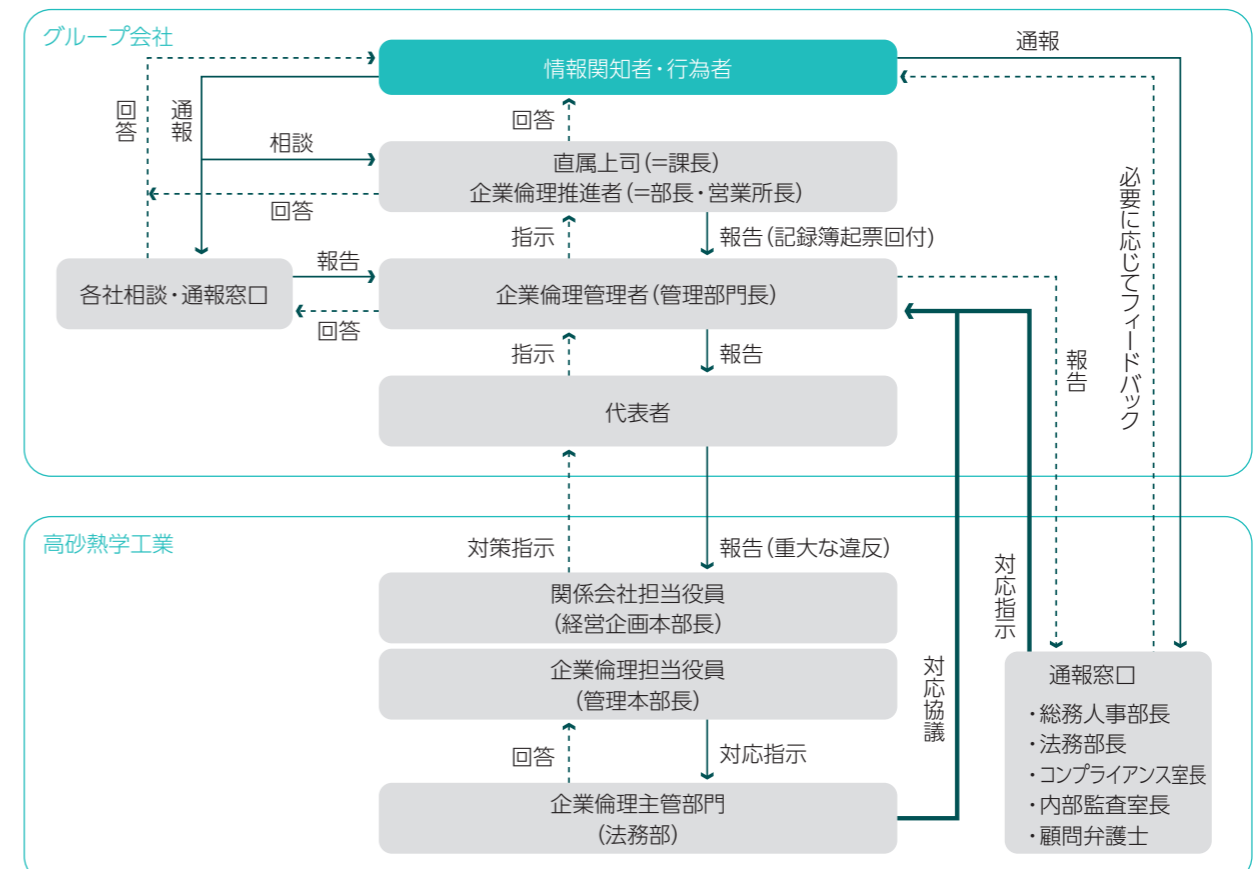 グループ会社
情報関知者・行為者
通報
回答
通報
回答
相談
直属上司(=課長)
企業倫理推進者(=部長・営業所長)
回答
指示
報告(記録簿起票回付)
必要に応じてフィードバック
各社相談・通報窓口
報告
企業倫理管理者(管理部門長)
回答
指示
報告
報告
代表者
高砂熱学工業
対策指示
報告(重大な違反)
対応指示
関係会社担当役員
(経営企画本部長)
企業倫理担当役員
(管理本部長)
対応協議
通報窓口
・総務人事部長
・法務部長
・コンプライアンス室長
・内部監査室長
・顧問弁護士
回答
対応指示
企業倫理主管部門
(法務部)